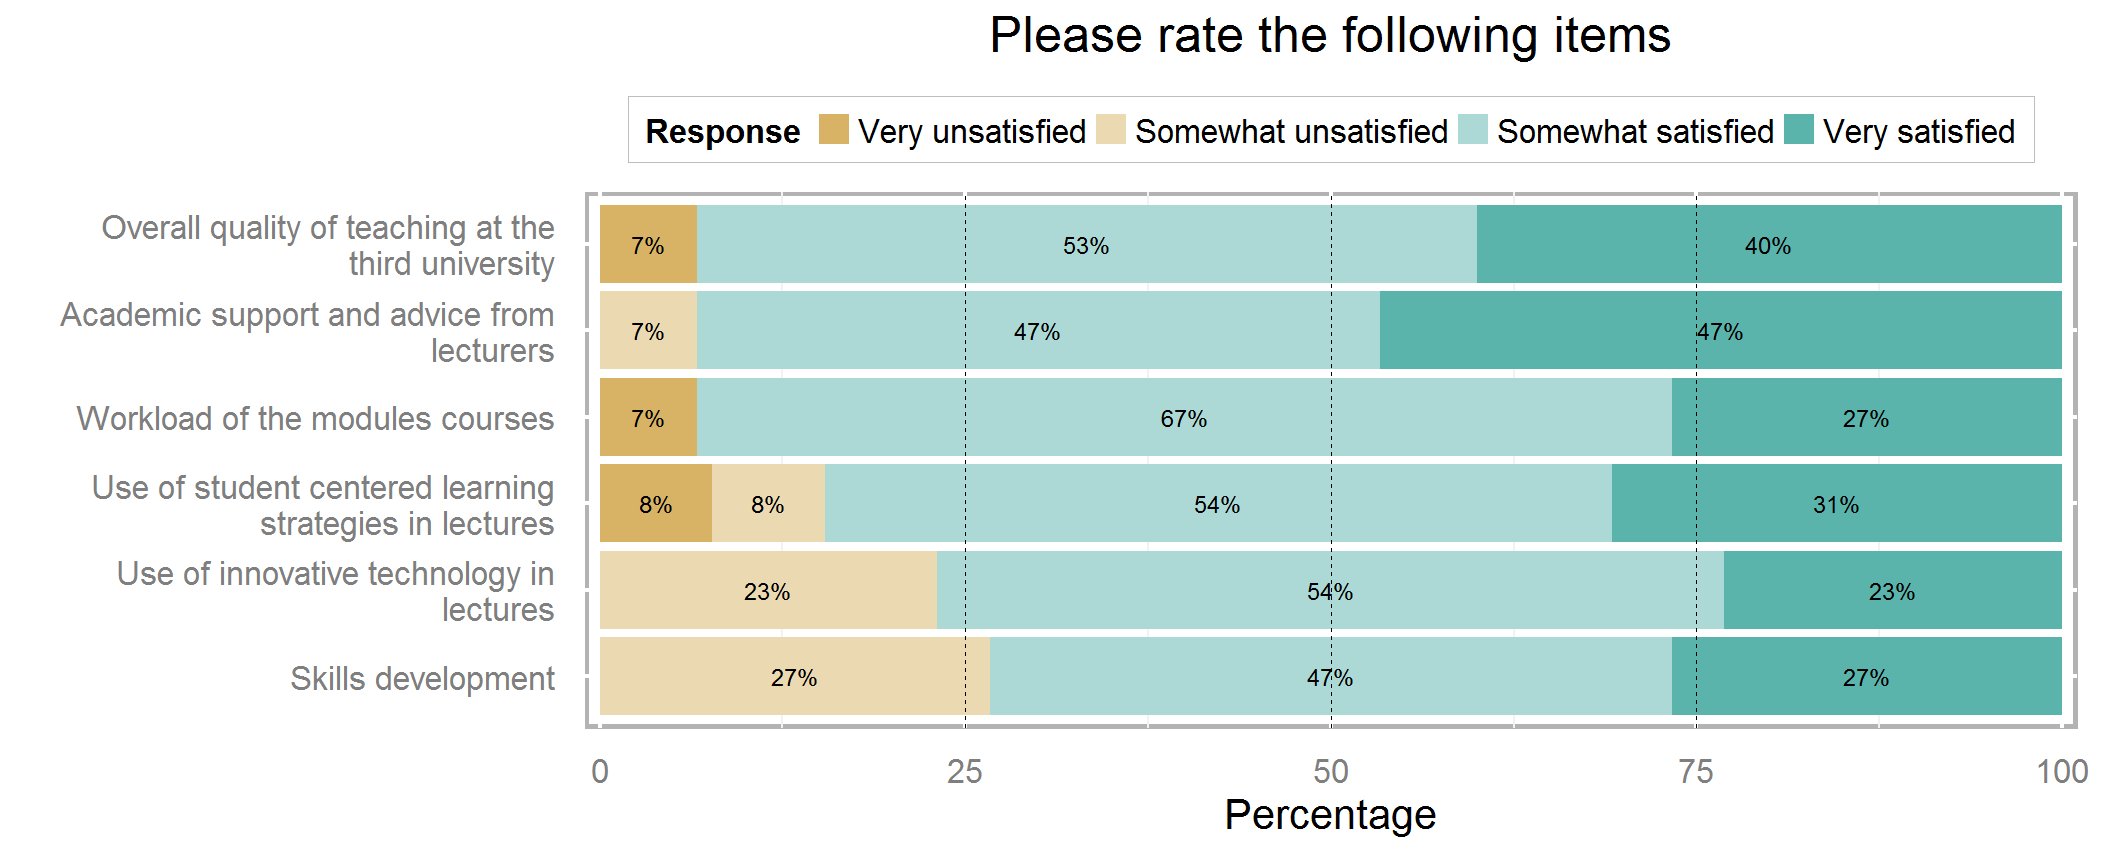 Please rate the following items
Response Very unsatisfied Somewhat unsatisfied Somewhat satisfied Very satisfied
Overall quality of teaching at the
third university
7% 53% 40%
Academic support and advice from
lecturers
7% 47% 47%
Workload of the modules courses
7% 67% 27%
Use of student centered learning
strategies in lectures
8% 8% 54% 31%
Use of innovative technology in
lectures
23% 54% 23%
Skills development
27% 47% 27%
0 25 50 75 100
Percentage